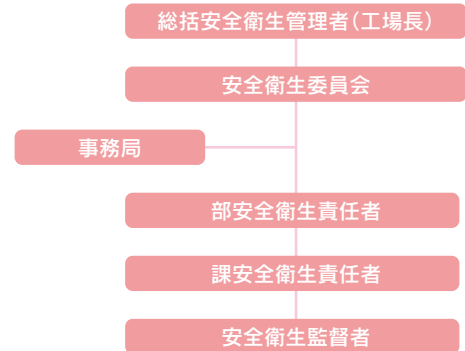 総括安全衛生管理者(工場長)
安全衛生委員会
事務局
部安全衛生責任者
課安全衛生責任者
安全衛生監督者